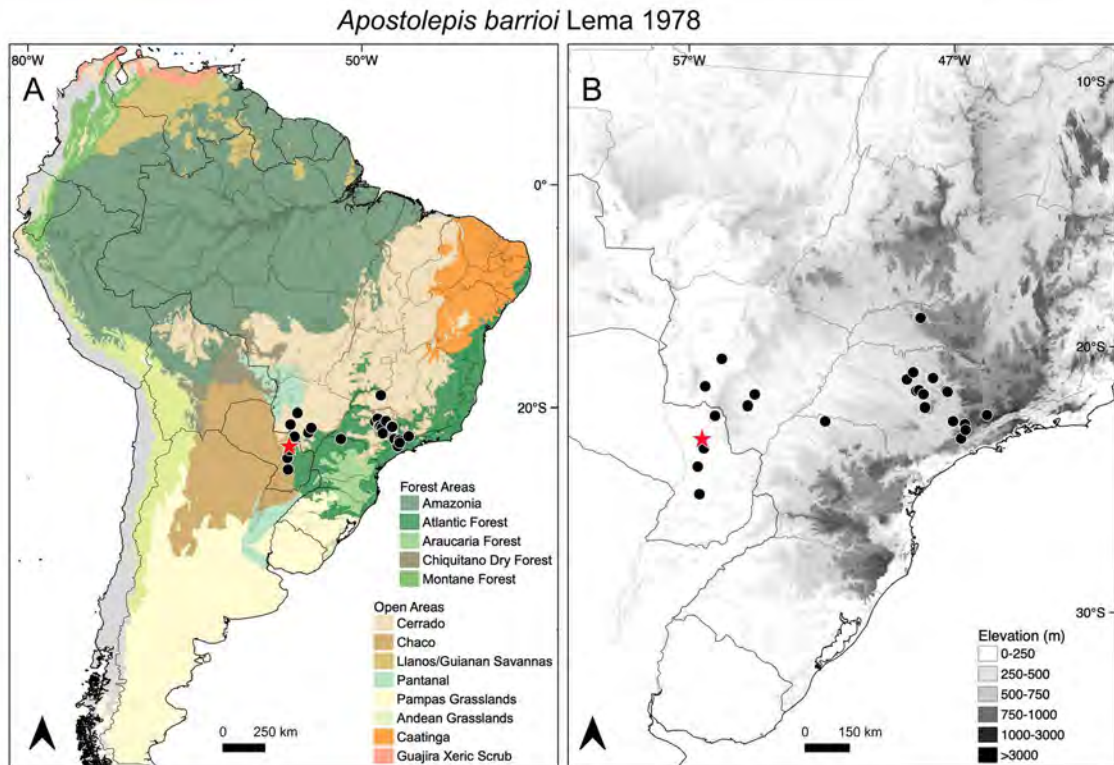 Apostolepis barrioi Lema 1978
80°W 50°W
A
0°
20°S
Forest Areas
Amazonia
Atlantic Forest
Araucaria Forest
Chiquitano Dry Forest
Montane Forest
Open Areas
Cerrado
Chaco
Llanos/Guianan Savannas
Pantanal
Pampas Grasslands
Andean Grasslands
Caatinga
Guajira Xeric Scrub
0 250 km
57°W 47°W
B
10°S
20°S
30°S
Elevation (m)
0-250
250-500
500-750
750-1000
1000-3000
>3000
0 150 km